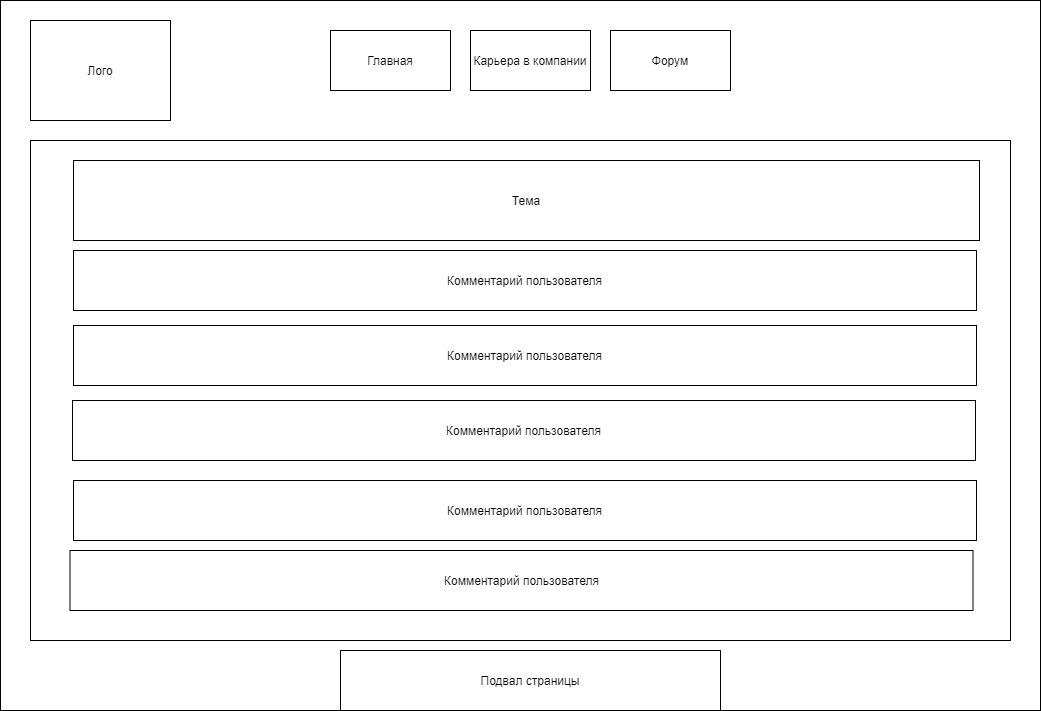 Лого
Главная
Карьера в компании
Форум
Тема
Комментарий пользователя
Комментарий пользователя
Комментарий пользователя
Комментарий пользователя
Комментарий пользователя
Подвал страницы